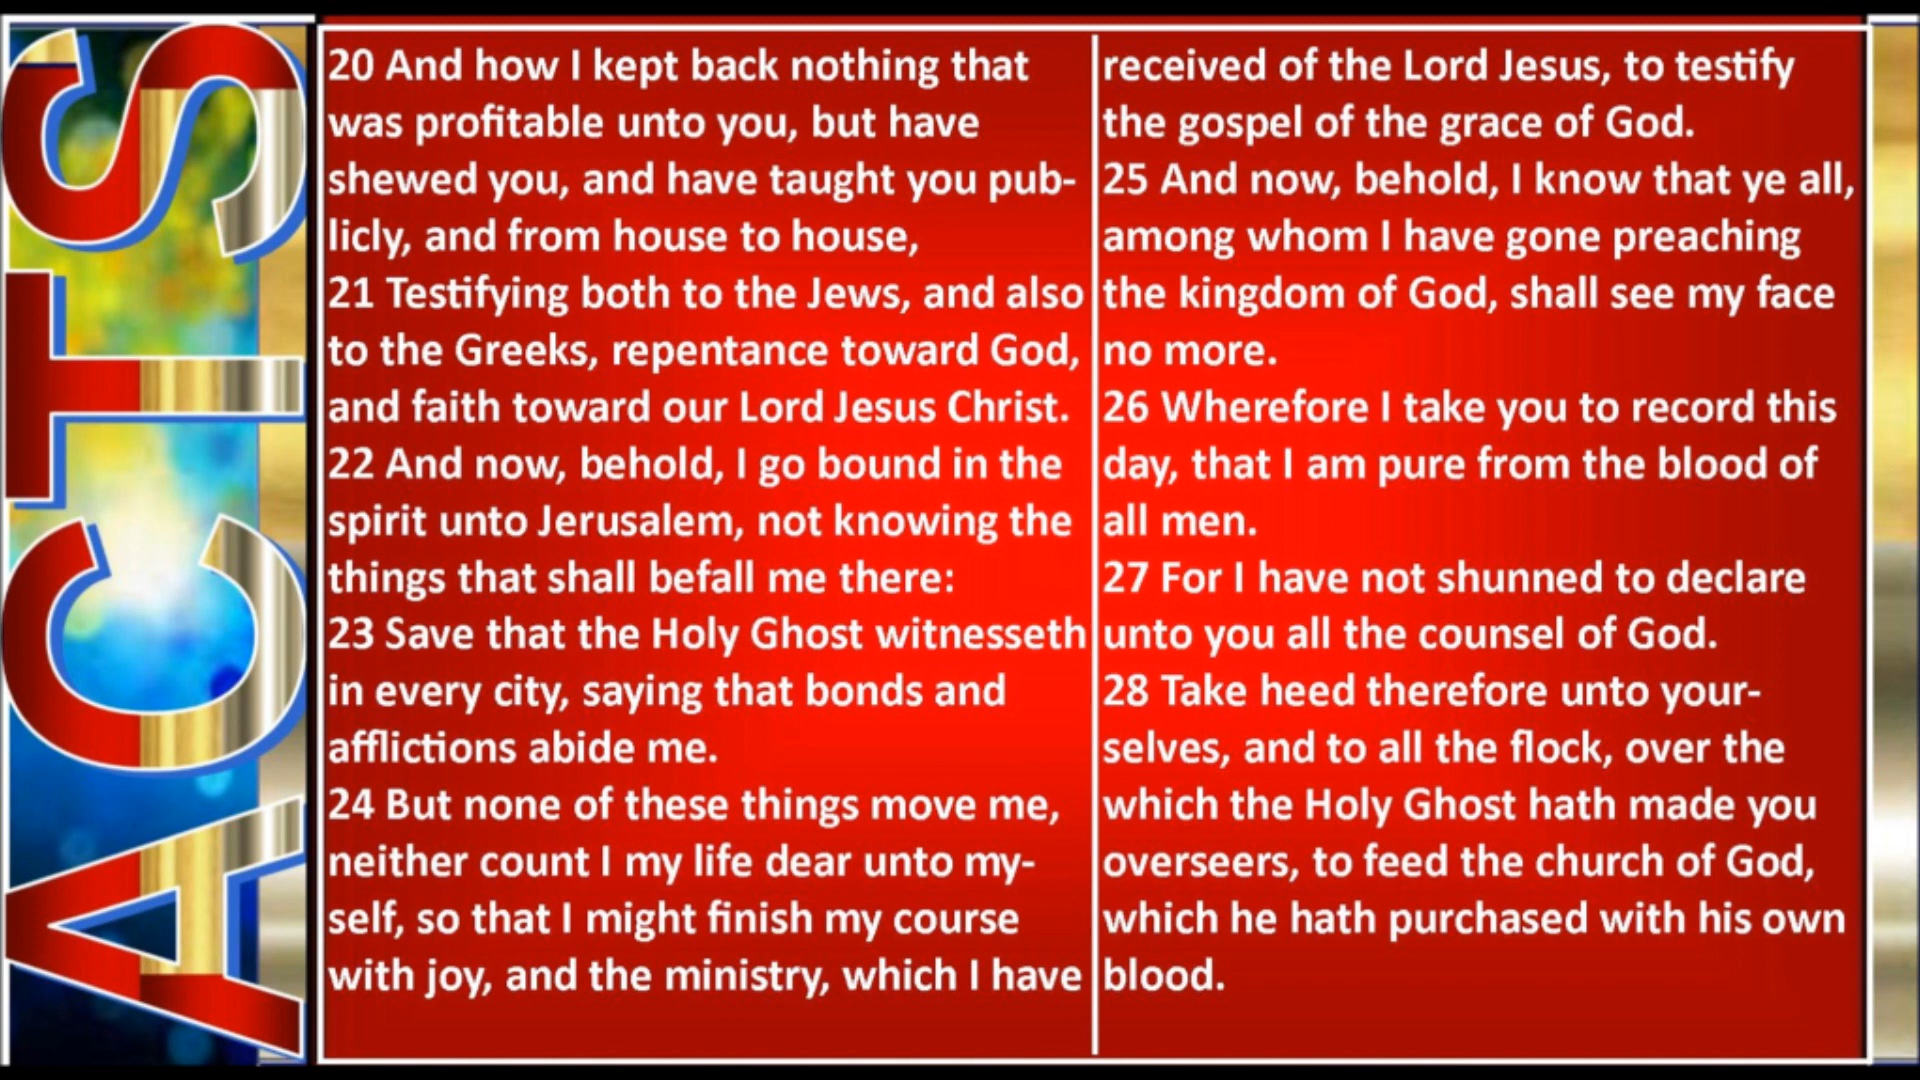 ACTS
20 And how I kept back nothing that
was profitable unto you, but have
shewed you, and have taught you pub-
licly, and from house to house,
21 Testifying both to the Jews, and also
to the Greeks, repentance toward God,
and faith toward our Lord Jesus Christ.
22 And now, behold, I go bound in the
spirit unto Jerusalem, not knowing the
things that shall befall me there:
23 Save that the Holy Ghost witnesseth
in every city, saying that bonds and
afflictions abide me.
24 But none of these things move me,
neither count I my life dear unto my-
self, so that I might finish my course
with joy, and the ministry, which I have
received of the Lord Jesus, to testify
the gospel of the grace of God.
25 And now, behold, I know that ye all,
among whom I have gone preaching
the kingdom of God, shall see my face
no more.
26 Wherefore I take you to record this
day, that I am pure from the blood of
all men.
27 For I have not shunned to declare
unto you all the counsel of God.
28 Take heed therefore unto your-
selves, and to all the flock, over the
which the Holy Ghost hath made you
overseers, to feed the church of God,
which he hath purchased with his own
blood.